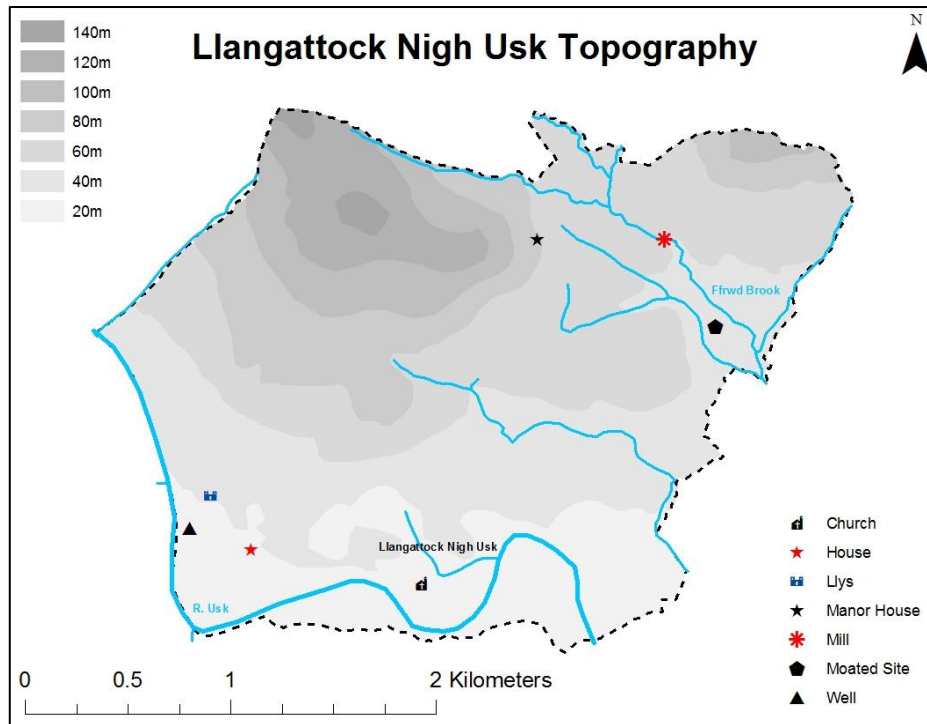 Llangattock Nigh Usk Topography
N
140m
120m
100m
80m
60m
40m
20m
Ffrwd Brook
Llangattock Nigh Usk
R. Usk
Church
House
Llys
Manor House
Mill
Moated Site
Well
0 0.5 1 2 Kilometers